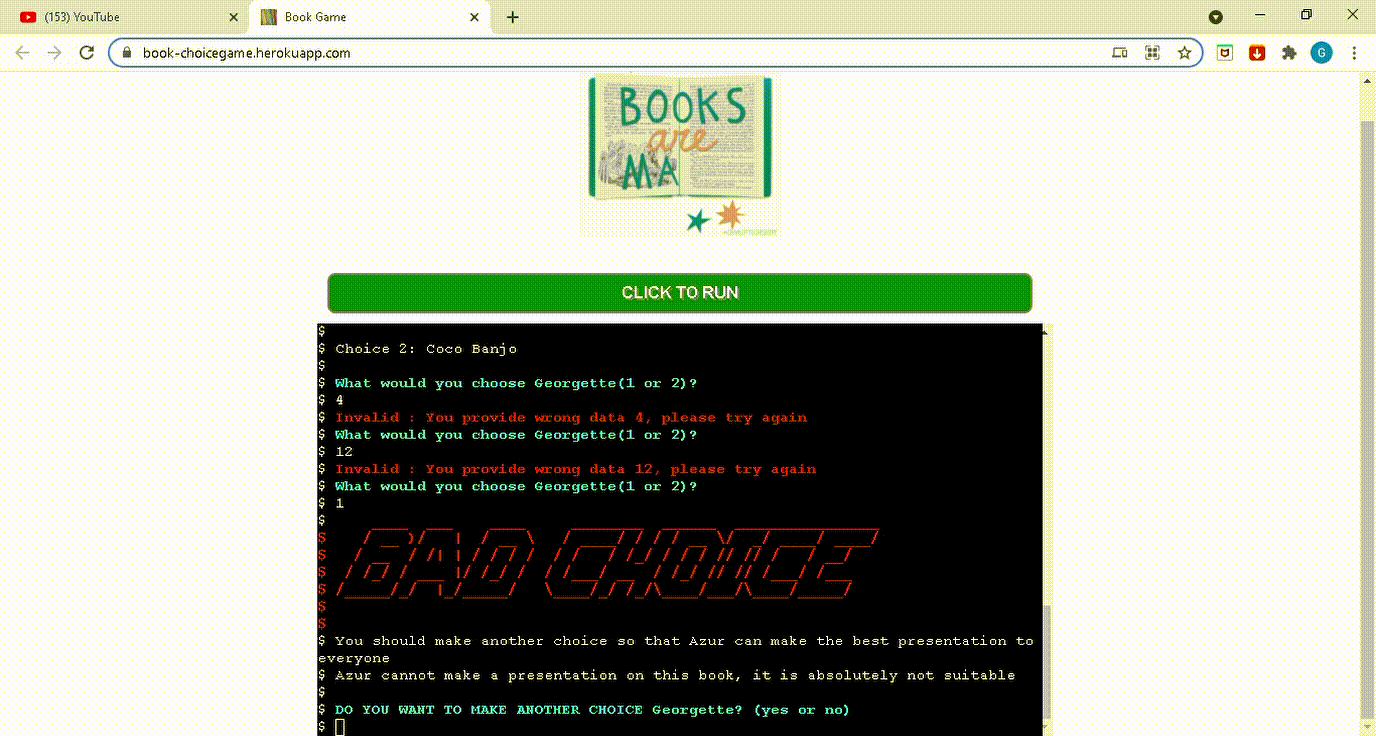 (153) YouTube
Book Game
book-choicegame.herokuapp.com
G
BOOKS
are
MA
CLICK TO RUN
$
$ Choice 2: Coco Banjo
$
$ What would you choose Georgette(1 or 2)?
$ 4
$ Invalid : You provide wrong data 4, please try again
$ What would you choose Georgette(1 or 2)?
$ 12
$ Invalid : You provide wrong data 12, please try again
$ What would you choose Georgette(1 or 2)?
$ 1
$
$ BAD CHOICE
$
$
$
$
$
$ You should make another choice so that Azur can make the best presentation to
everyone
$ Azur cannot make a presentation on this book, it is absolutely not suitable
$
$ DO YOU WANT TO MAKE ANOTHER CHOICE Georgette? (yes or no)
$